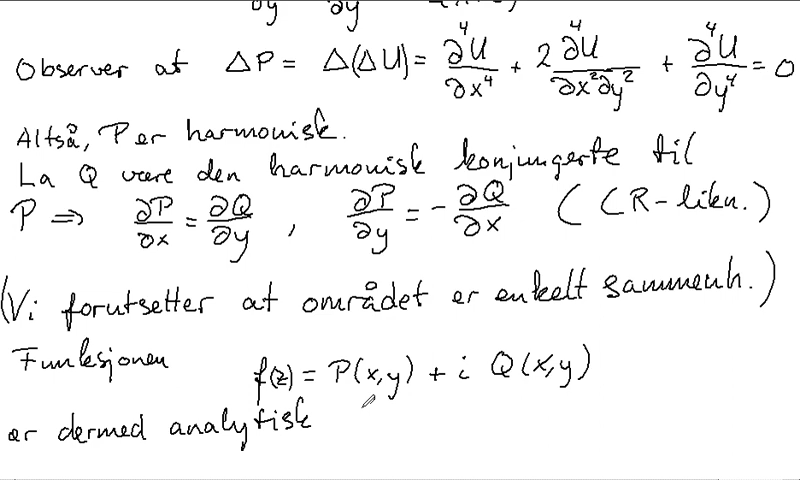 ∂y ∂y
Observer at ΔP = Δ(ΔU) = ∂⁴U/∂x⁴ + 2 ∂⁴U/∂x²∂y² + ∂⁴U/∂y⁴ = 0
Altså, P er harmonisk.
La Q være den harmonisk konjungerte til
P ⇒ ∂P/∂x = ∂Q/∂y , ∂P/∂y = - ∂Q/∂x (CR-likn.)
(Vi forutsetter at området er enkelt sammenh.)
Funksjonen f(z) = P(x,y) + i Q(x,y)
er dermed analytisk